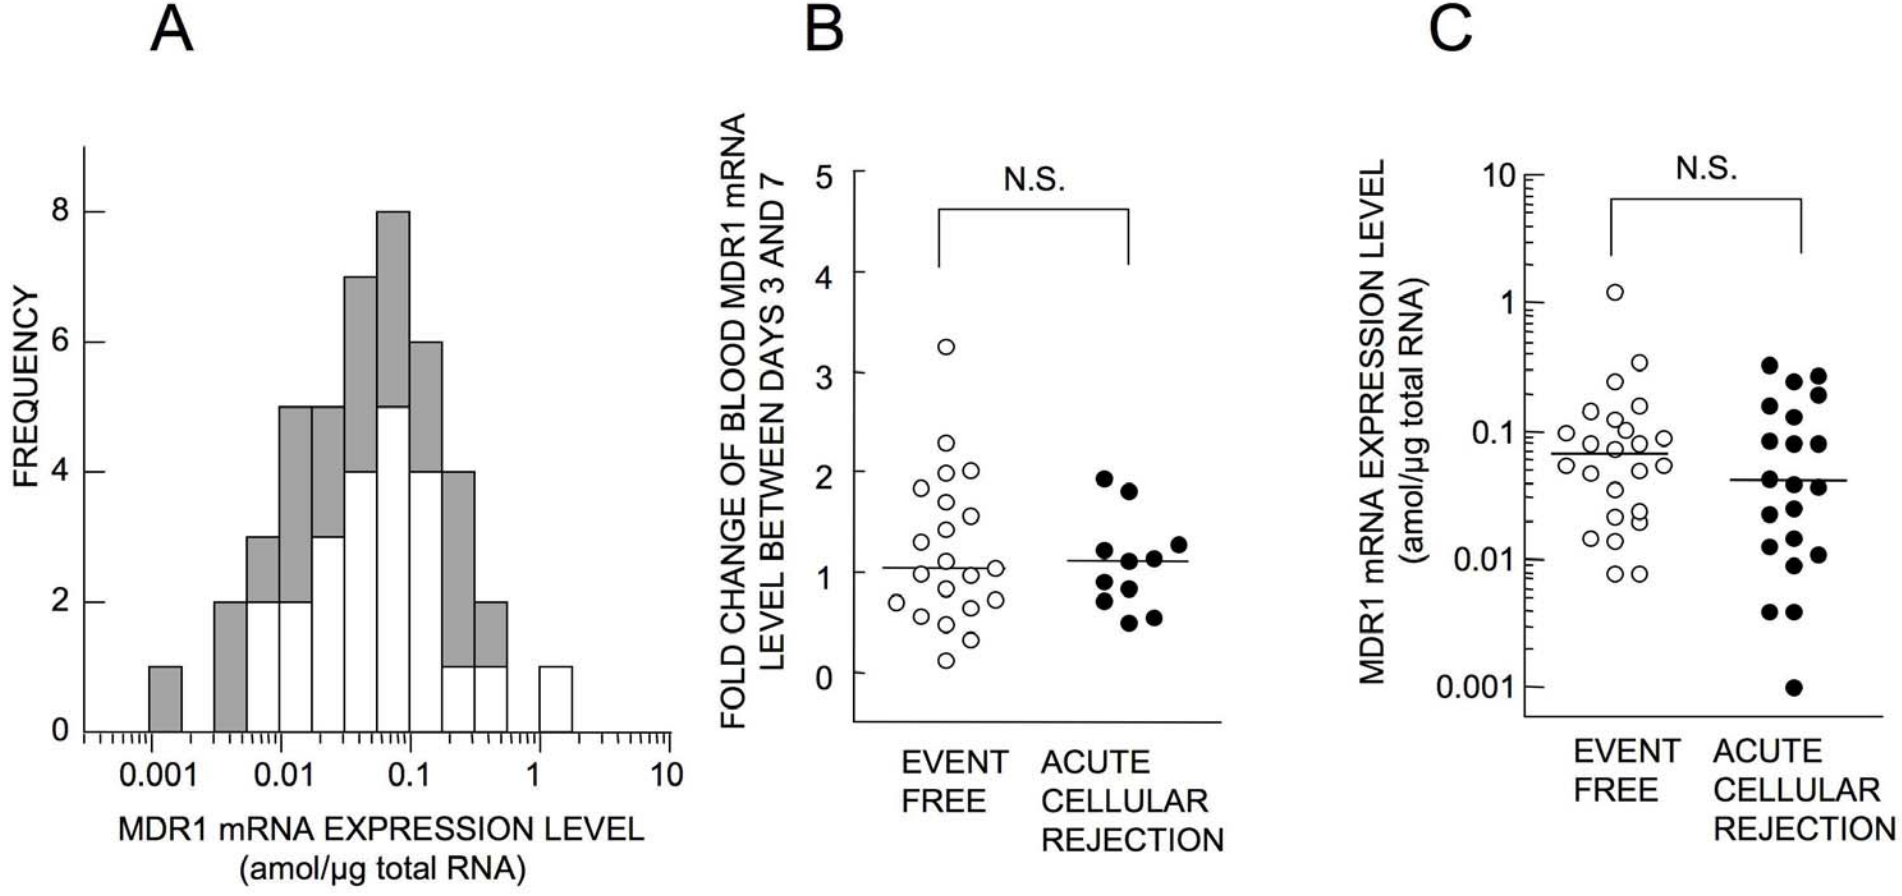 A
FREQUENCY
8
6
4
2
0
0.001 0.01 0.1 1 10
MDR1 mRNA EXPRESSION LEVEL
(amol/µg total RNA)
B
FOLD CHANGE OF BLOOD MDR1 mRNA
LEVEL BETWEEN DAYS 3 AND 7
5
4
3
2
1
0
N.S.
EVENT
FREE
ACUTE
CELLULAR
REJECTION
C
MDR1 mRNA EXPRESSION LEVEL
(amol/µg total RNA)
10
1
0.1
0.01
0.001
N.S.
EVENT
FREE
ACUTE
CELLULAR
REJECTION